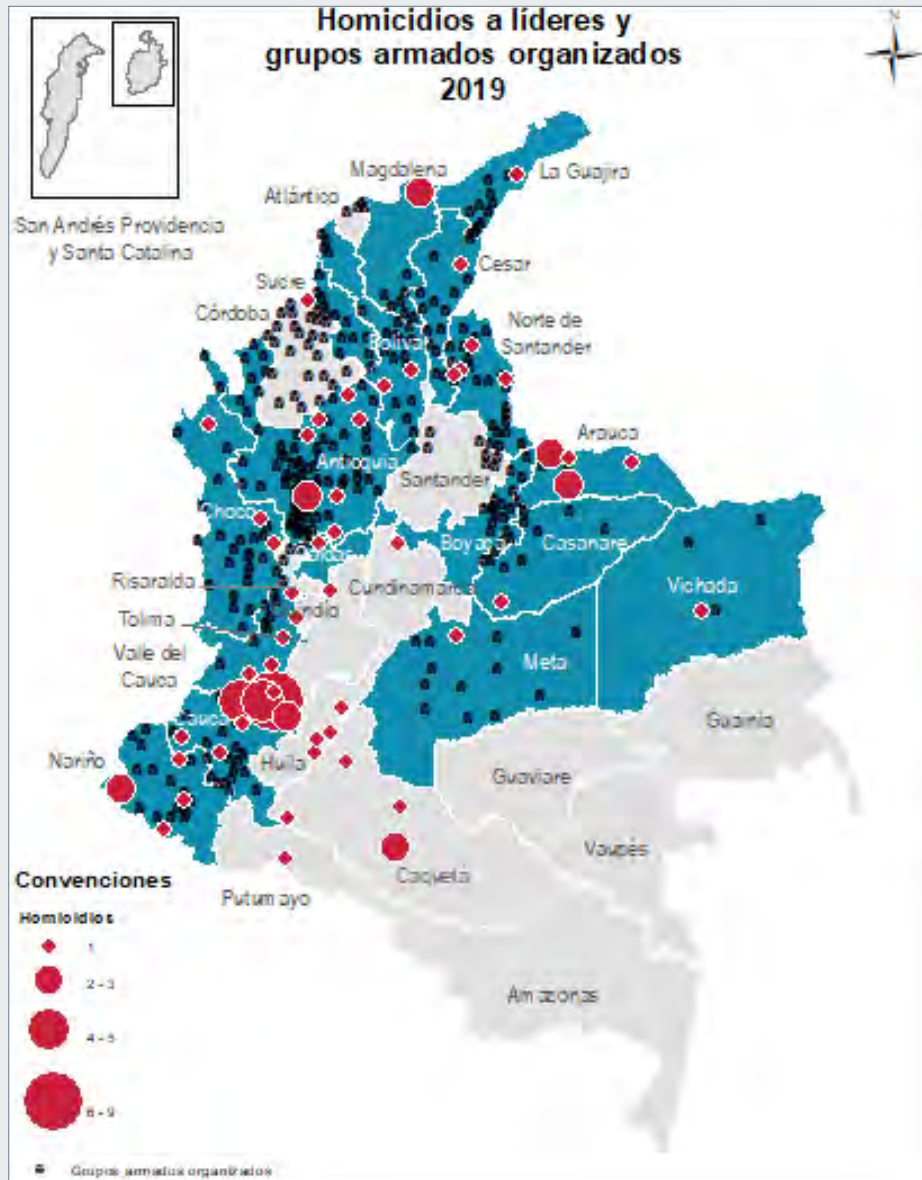 Homicidios a líderes y
grupos armados organizados
2019
N
San Andrés Providencia
y Santa Catalina
Magdalena
La Guajira
Atlántico
Cesar
Sucre
Córdoba
Norte de
Santander
Bolívar
Arauca
Antioquia
Santander
Chocó
Caldas
Boyacá
Casanare
Risaralda
Cundinamarca
Vichada
Tolima
Meta
Valle del
Cauca
Cauca
Guainía
Nariño
Huila
Guaviare
Vaupés
Caquetá
Putumayo
Amazonas
Convenciones
Homicidios
1
2 - 3
4 - 5
6 - 9
Grupos armados organizados